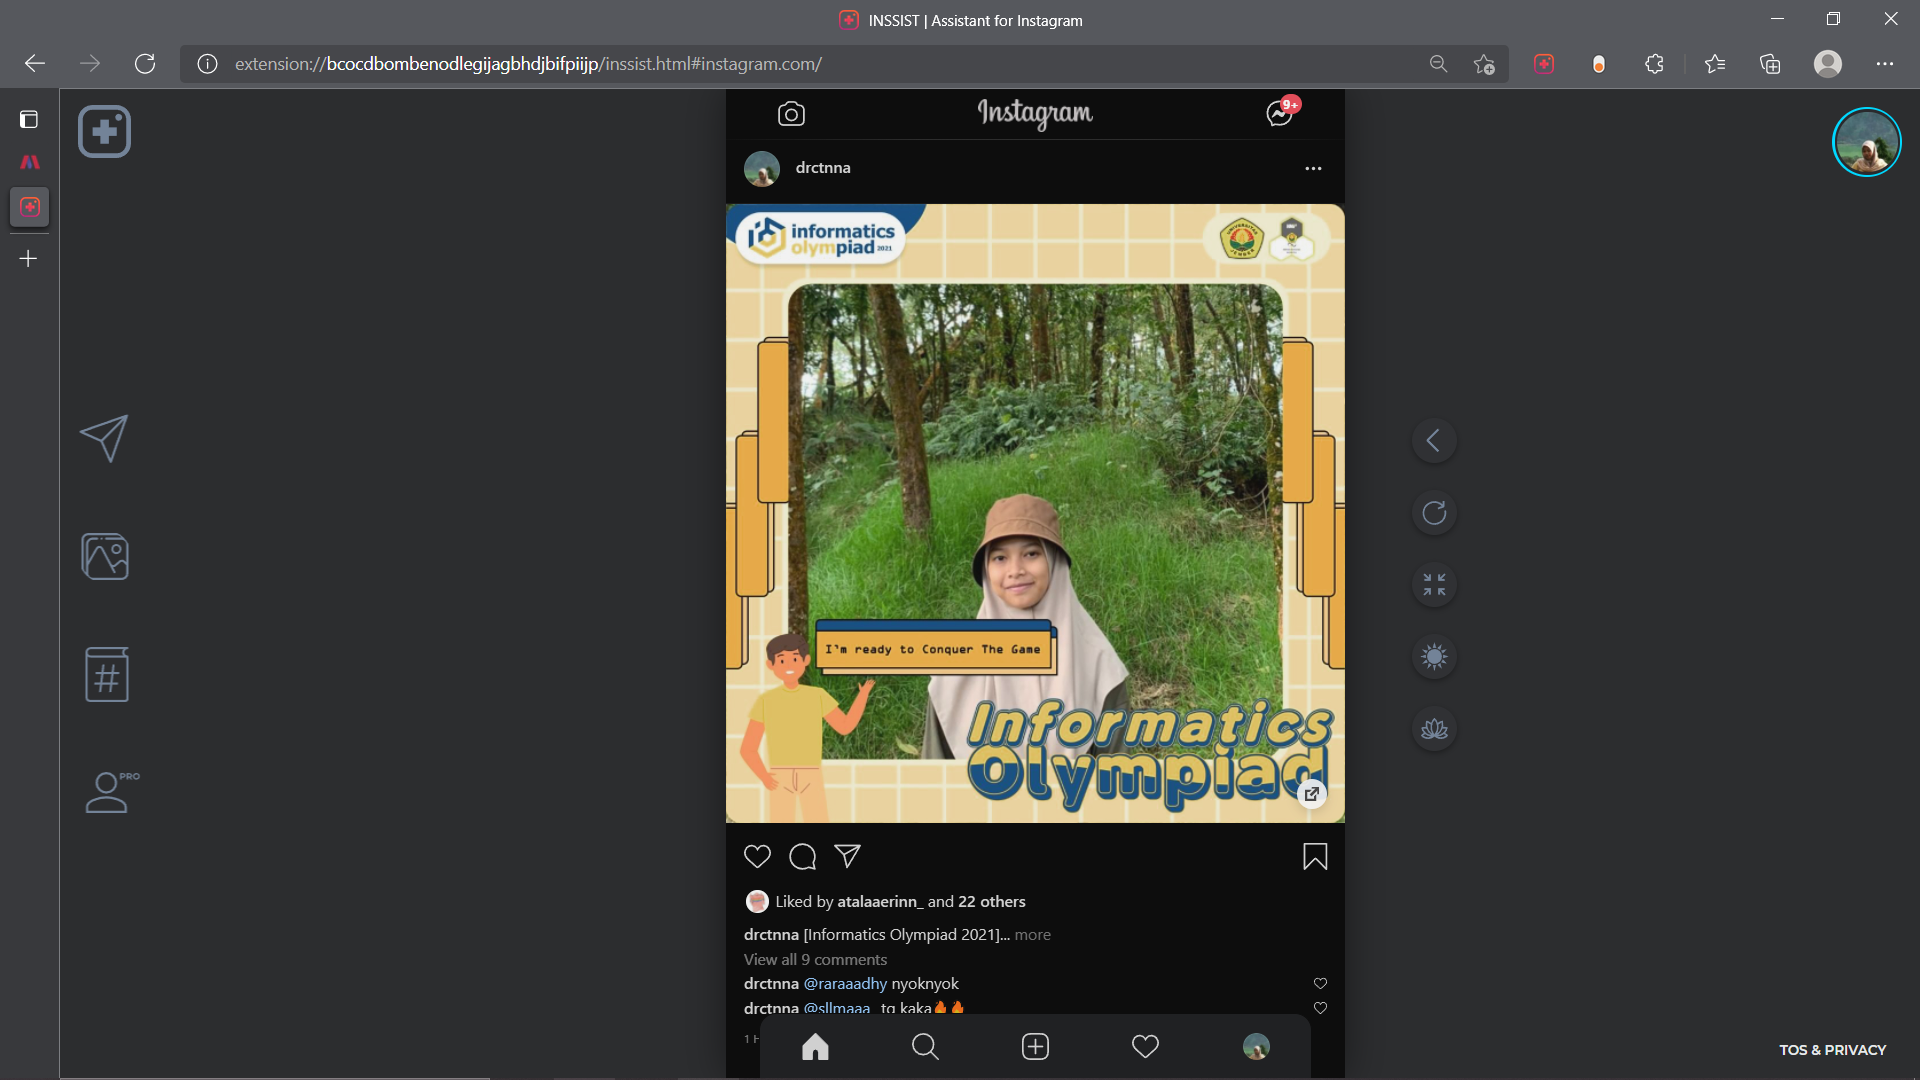 INSSIST | Assistant for Instagram
extension://bcocdbombenodlegijagbhdjbifpiijp/inssist.html#instagram.com/
Instagram
9+
drctnna
informatics
olympiad 2021
UNIVERSITAS
JEMBER
I'm ready to Conquer The Game
Informatics
Olympiad
PRO
Liked by atalaaerinn_ and 22 others
drctnna [Informatics Olympiad 2021]... more
View all 9 comments
drctnna @raraaadhy nyoknyok
drctnna @sllmaaa_ tq kaka🔥🔥
TOS & PRIVACY